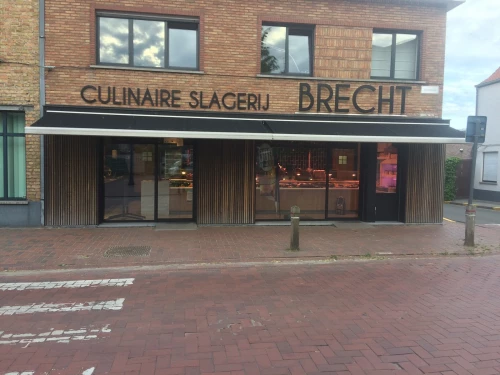 CULINAIRE SLAGERIJ BRECHT